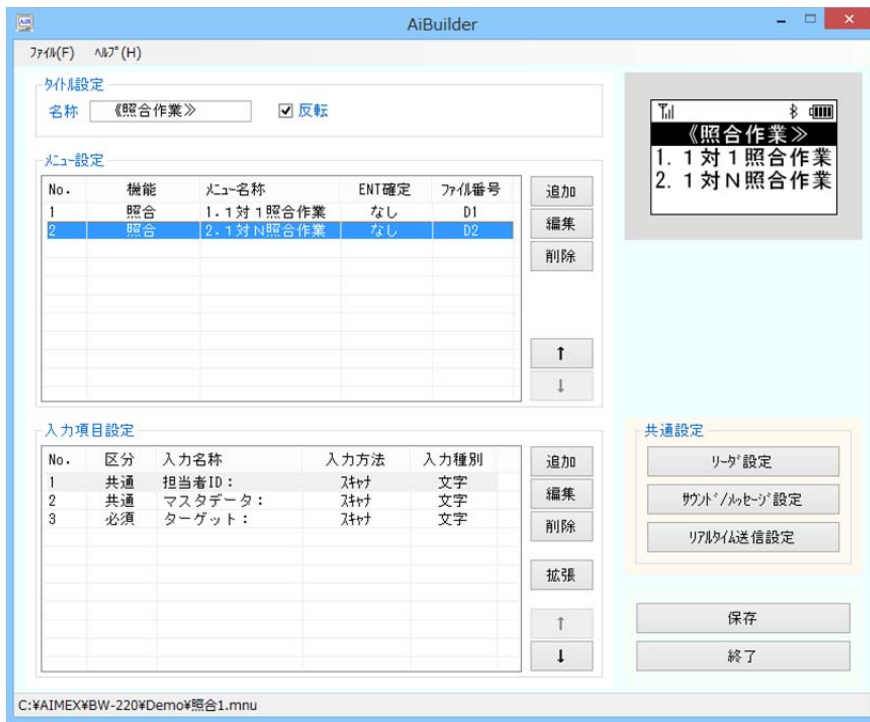 AiBuilder
ﾌｧｲﾙ(F) ﾍﾙﾌﾟ(H)
ﾀｲﾄﾙ設定
名称 《照合作業≫ 反転
ﾒﾆｭｰ設定
No. 機能 ﾒﾆｭｰ名称 ENT確定 ﾌｧｲﾙ番号
1 照合 1.１対１照合作業 なし D1
2 照合 2.１対Ｎ照合作業 なし D2
追加
編集
削除
↑
↓
《照合作業≫
1.１対１照合作業
2.１対Ｎ照合作業
入力項目設定
No. 区分 入力名称 入力方法 入力種別
1 共通 担当者ID： ｽｷｬﾅ 文字
2 共通 マスタデータ： ｽｷｬﾅ 文字
3 必須 ターゲット： ｽｷｬﾅ 文字
追加
編集
削除
拡張
↑
↓
共通設定
ﾘｰﾀﾞ設定
ｻｳﾝﾄﾞ/ﾒｯｾｰｼﾞ設定
ﾘｱﾙﾀｲﾑ送信設定
保存
終了
C:¥AIMEX¥BW-220¥Demo¥照合1.mnu